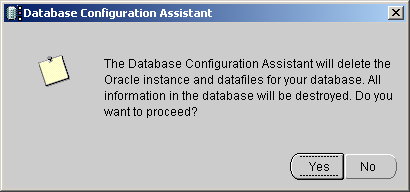 Database Configuration Assistant
The Database Configuration Assistant will delete the
Oracle instance and datafiles for your database. All
information in the database will be destroyed. Do you
want to proceed?
Yes
No